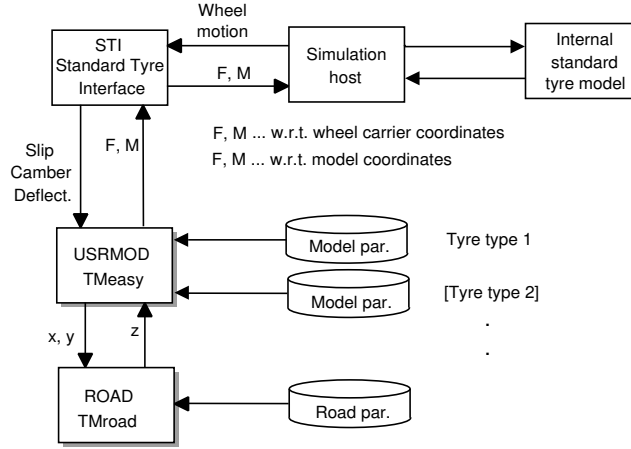 Wheel
motion
STI
Standard Tyre
Interface
F, M
Simulation
host
Internal
standard
tyre model
F, M ... w.r.t. wheel carrier coordinates
F, M ... w.r.t. model coordinates
F, M
Slip
Camber
Deflect.
USRMOD
TMeasy
Model par.
Tyre type 1
Model par.
[Tyre type 2]
.
.
x, y
z
ROAD
TMroad
Road par.